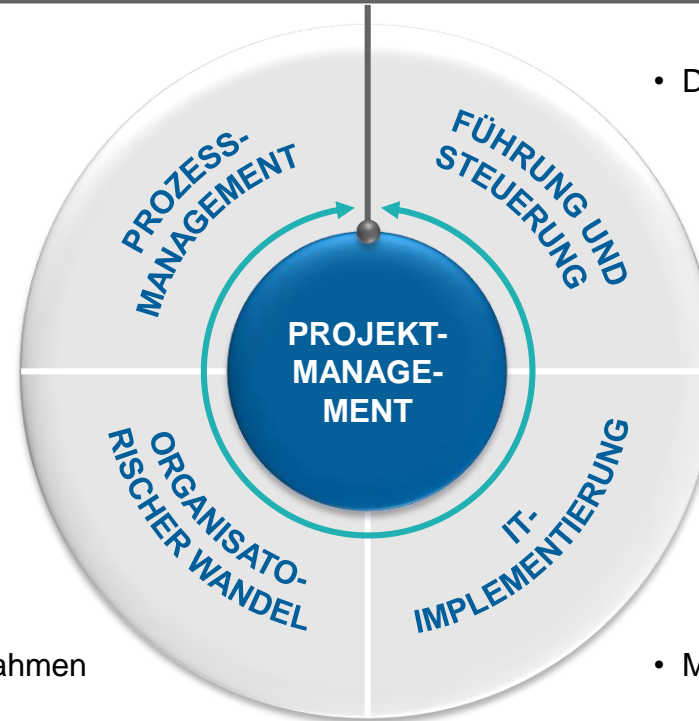 • D
PROZESS-
MANAGEMENT
FÜHRUNG UND
STEUERUNG
PROJEKT-
MANAGE-
MENT
ORGANISATO-
RISCHER WANDEL
IT-
IMPLEMENTIERUNG
ahmen
• M